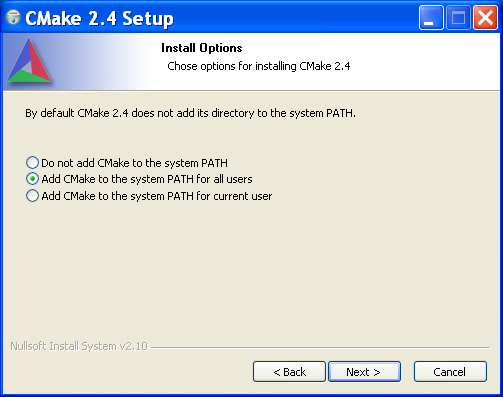 CMake 2.4 Setup
Install Options
Chose options for installing CMake 2.4
By default CMake 2.4 does not add its directory to the system PATH.
Do not add CMake to the system PATH
Add CMake to the system PATH for all users
Add CMake to the system PATH for current user
Nullsoft Install System v2.10
< Back Next > Cancel